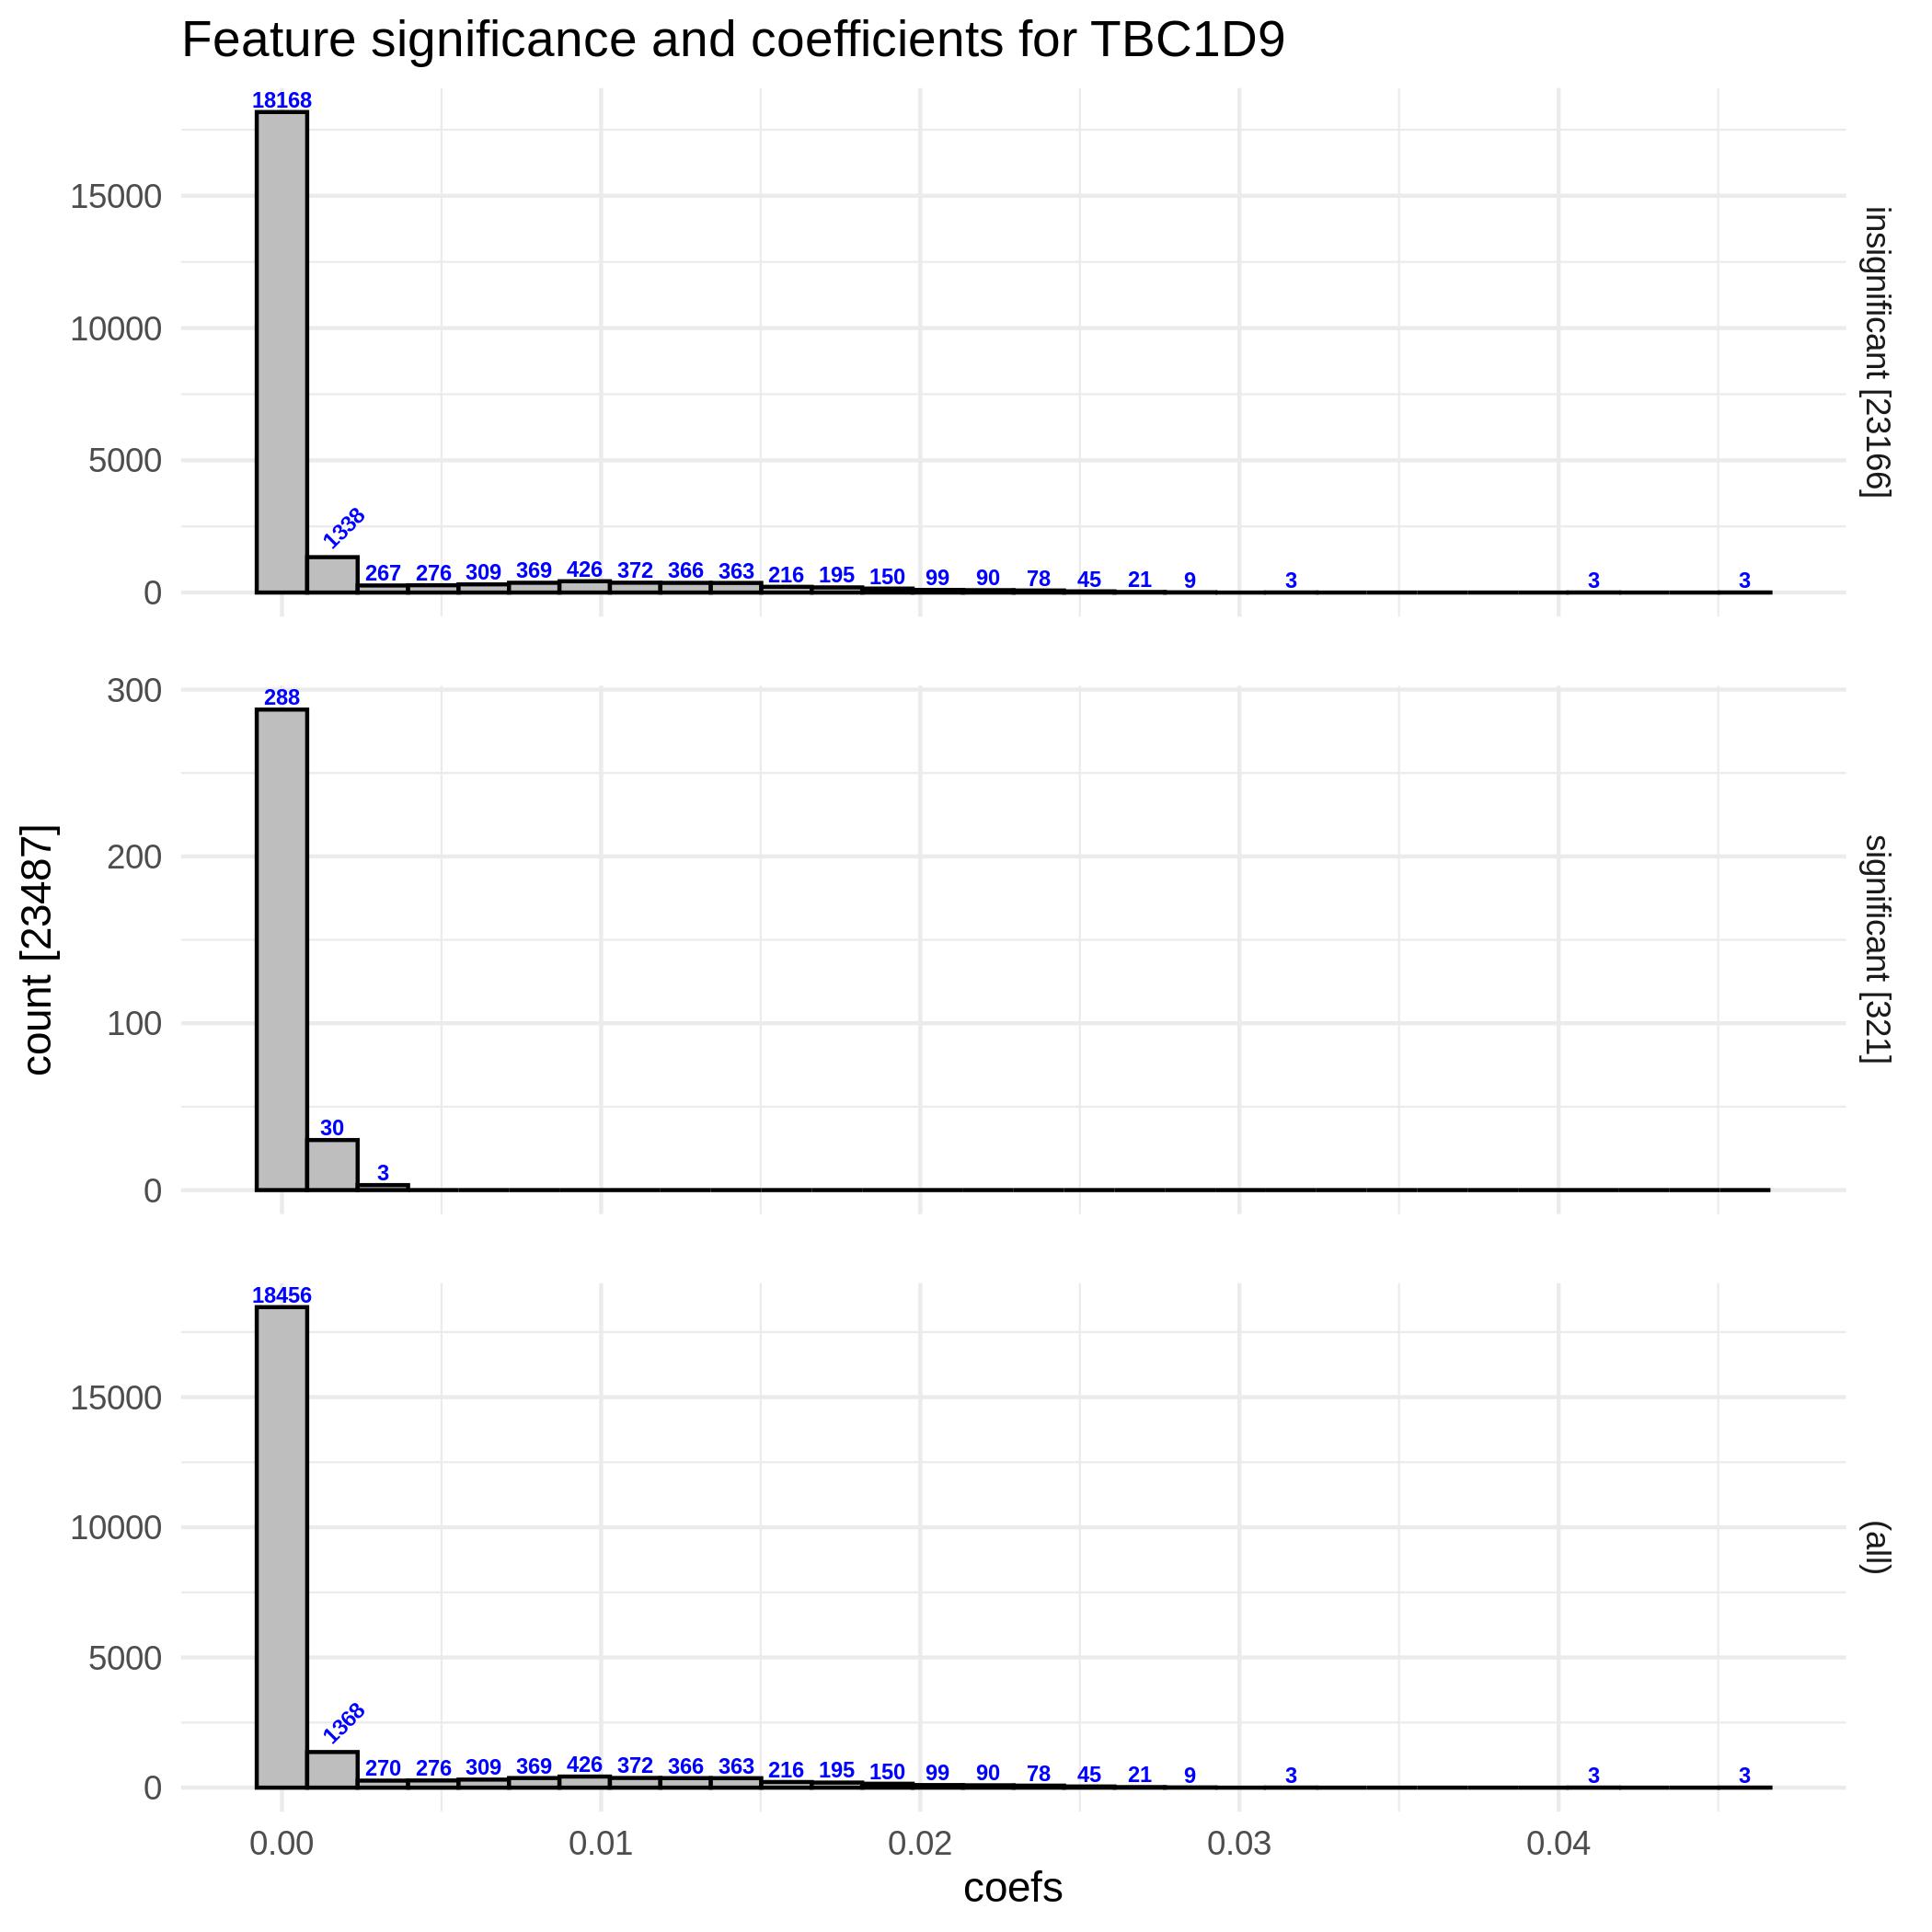 Feature significance and coefficients for TBC1D9
18168
15000
10000
5000
0
1338
267 276 309 369 426 372 366 363 216 195 150 99 90 78 45 21 9 3 3 3
insignificant [23166]
count [23487]
300
200
100
0
288
30
3
significant [321]
18456
15000
10000
5000
0
1368
270 276 309 369 426 372 366 363 216 195 150 99 90 78 45 21 9 3 3 3
(all)
0.00 0.01 0.02 0.03 0.04
coefs